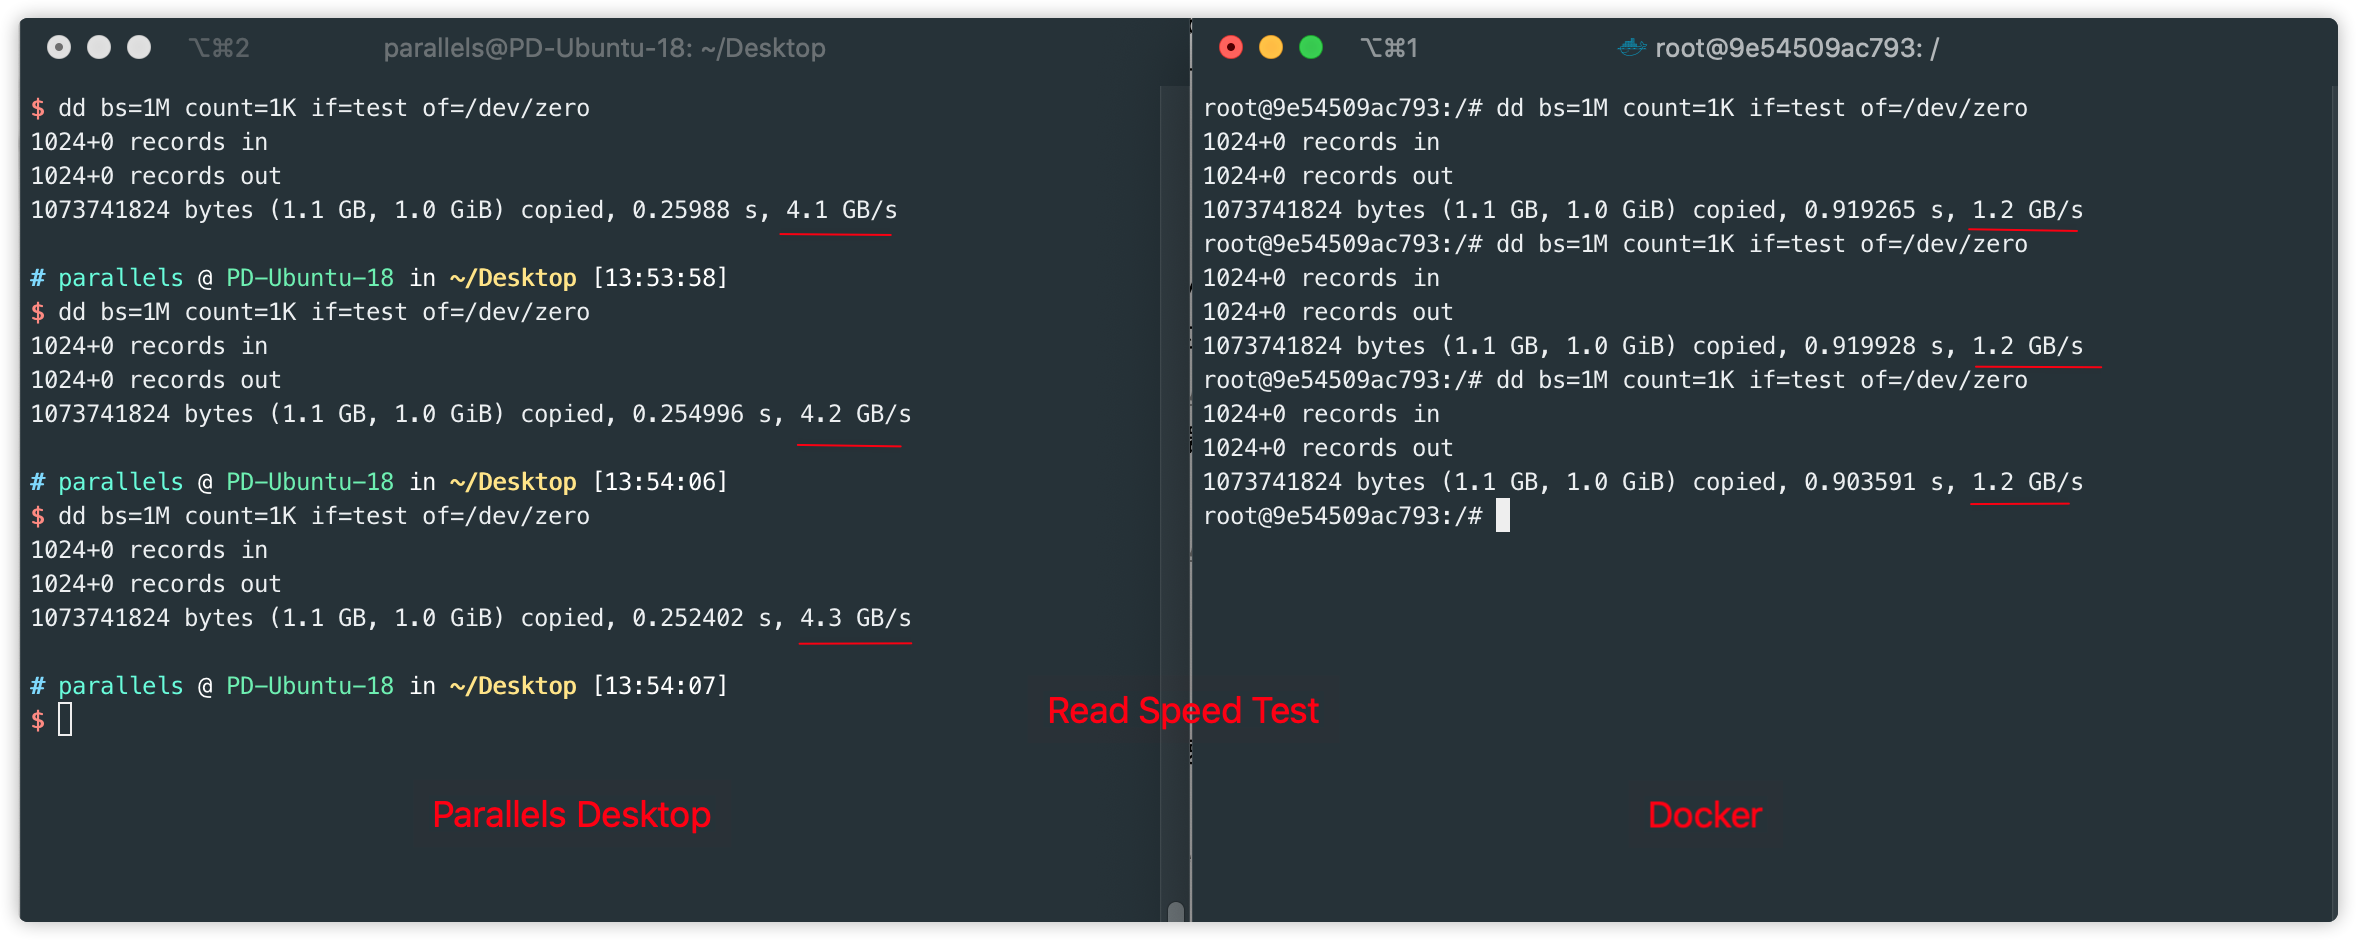 ⌥⌘2 parallels@PD-Ubuntu-18: ~/Desktop
$ dd bs=1M count=1K if=test of=/dev/zero
1024+0 records in
1024+0 records out
1073741824 bytes (1.1 GB, 1.0 GiB) copied, 0.25988 s, 4.1 GB/s
# parallels @ PD-Ubuntu-18 in ~/Desktop [13:53:58]
$ dd bs=1M count=1K if=test of=/dev/zero
1024+0 records in
1024+0 records out
1073741824 bytes (1.1 GB, 1.0 GiB) copied, 0.254996 s, 4.2 GB/s
# parallels @ PD-Ubuntu-18 in ~/Desktop [13:54:06]
$ dd bs=1M count=1K if=test of=/dev/zero
1024+0 records in
1024+0 records out
1073741824 bytes (1.1 GB, 1.0 GiB) copied, 0.252402 s, 4.3 GB/s
# parallels @ PD-Ubuntu-18 in ~/Desktop [13:54:07]
$
Parallels Desktop
⌥⌘1 root@9e54509ac793: /
root@9e54509ac793:/# dd bs=1M count=1K if=test of=/dev/zero
1024+0 records in
1024+0 records out
1073741824 bytes (1.1 GB, 1.0 GiB) copied, 0.919265 s, 1.2 GB/s
root@9e54509ac793:/# dd bs=1M count=1K if=test of=/dev/zero
1024+0 records in
1024+0 records out
1073741824 bytes (1.1 GB, 1.0 GiB) copied, 0.919928 s, 1.2 GB/s
root@9e54509ac793:/# dd bs=1M count=1K if=test of=/dev/zero
1024+0 records in
1024+0 records out
1073741824 bytes (1.1 GB, 1.0 GiB) copied, 0.903591 s, 1.2 GB/s
root@9e54509ac793:/#
Read Speed Test
Docker